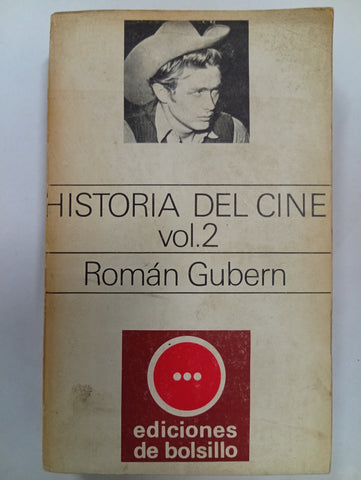 HISTORIA DEL CINE
vol.2
Román Gubern
ediciones
de bolsillo